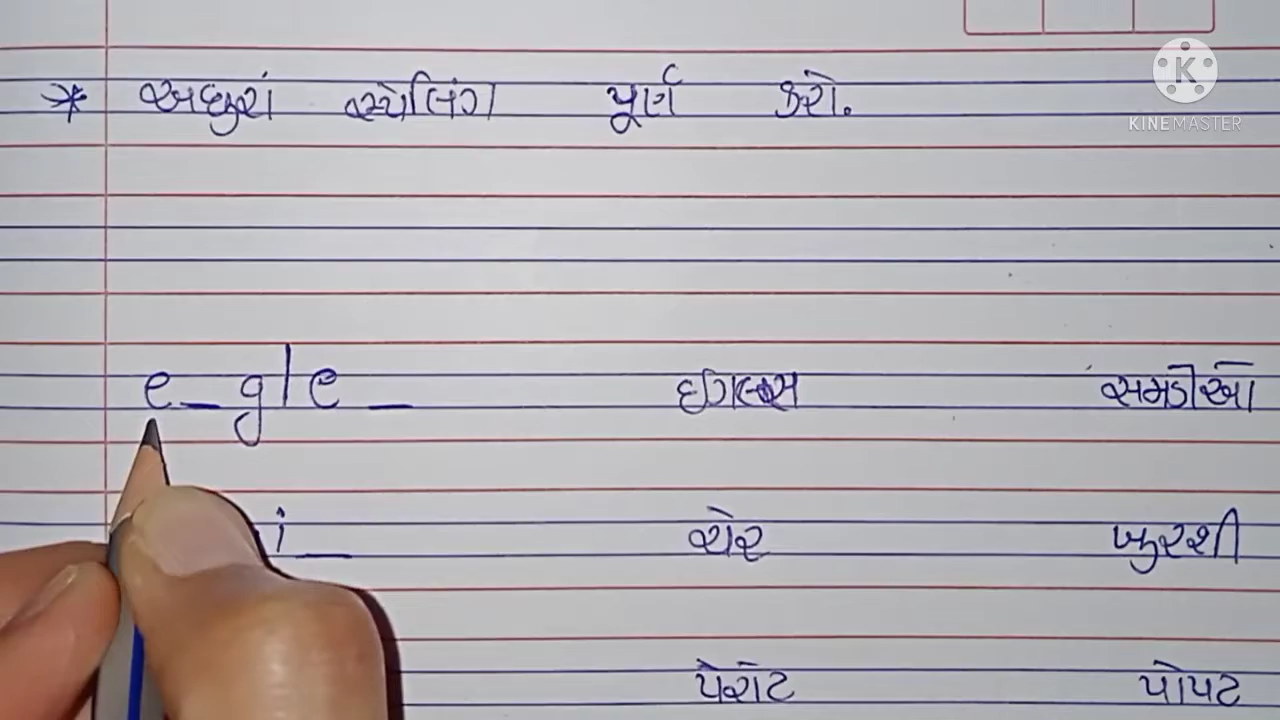 K
KINEMASTER
* અધુરાં સ્પેલિંગ પૂર્ણ કરો.
e_gle_ ઇગલ્સ સમડીઓ
i_ ચેર ખુરશી
પેરોટ પોપટ